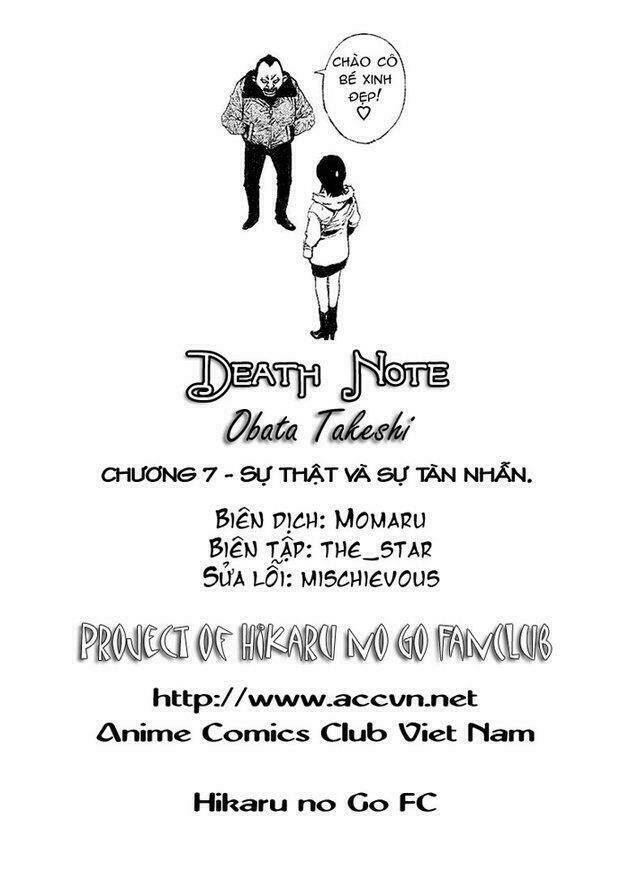 CHÀO CÔ
BÉ XINH
ĐẸP!
♡
DEATH NOTE
Obata Takeshi
CHƯƠNG 7 - SỰ THẬT VÀ SỰ TÀN NHẪN.
BIÊN DỊCH: MOMARU
BIÊN TẬP: THE_STAR
SỬA LỖI: MISCHIEVOUS
PROJECT OF HIKARU NO GO FANCLUB
http://www.accvn.net
Anime Comics Club Viet Nam
Hikaru no Go FC